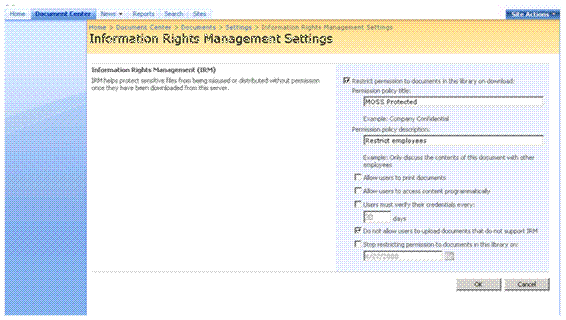 Home Document Center News Reports Search Sites Site Actions
Home > Document Center > Documents > Settings > Information Rights Management Settings
Information Rights Management Settings
Information Rights Management (IRM)
IRM helps protect sensitive files from being misused or distributed without permission
once they have been downloaded from this server.
Restrict permission to documents in this library on download:
Permission policy title:
MOSS Protected
Example: Company Confidential
Permission policy description:
Restrict employees
Example: Only discuss the contents of this document with other
employees
Allow users to print documents
Allow users to access content programmatically
Users must verify their credentials every:
30 days
Do not allow users to upload documents that do not support IRM
Stop restricting permission to documents in this library on:
OK Cancel